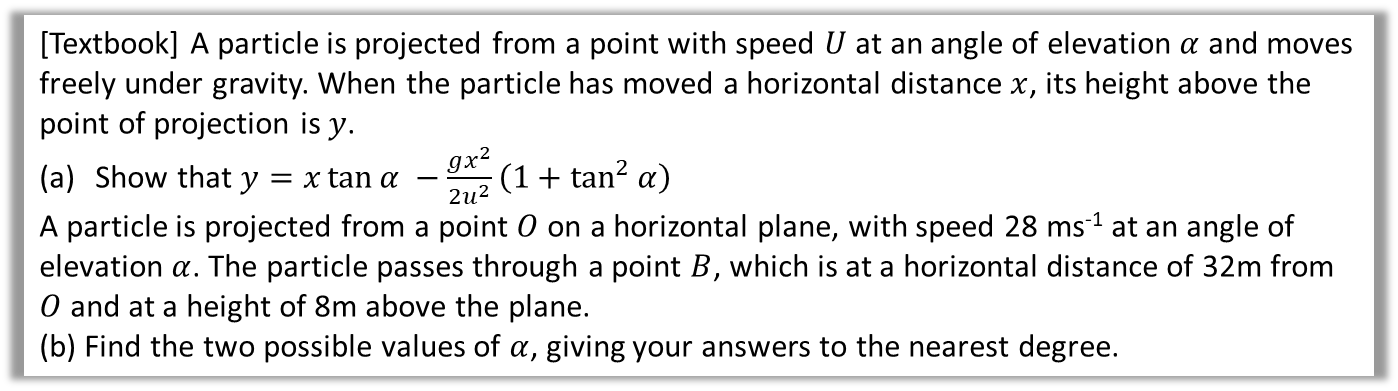 [Textbook] A particle is projected from a point with speed U at an angle of elevation α and moves
freely under gravity. When the particle has moved a horizontal distance x, its height above the
point of projection is y.
(a) Show that y = x tan α − gx²/2u² (1 + tan² α)
A particle is projected from a point O on a horizontal plane, with speed 28 ms⁻¹ at an angle of
elevation α. The particle passes through a point B, which is at a horizontal distance of 32m from
O and at a height of 8m above the plane.
(b) Find the two possible values of α, giving your answers to the nearest degree.